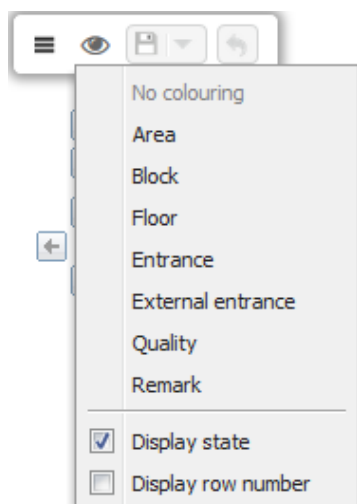 No colouring
Area
Block
Floor
Entrance
External entrance
Quality
Remark
Display state
Display row number